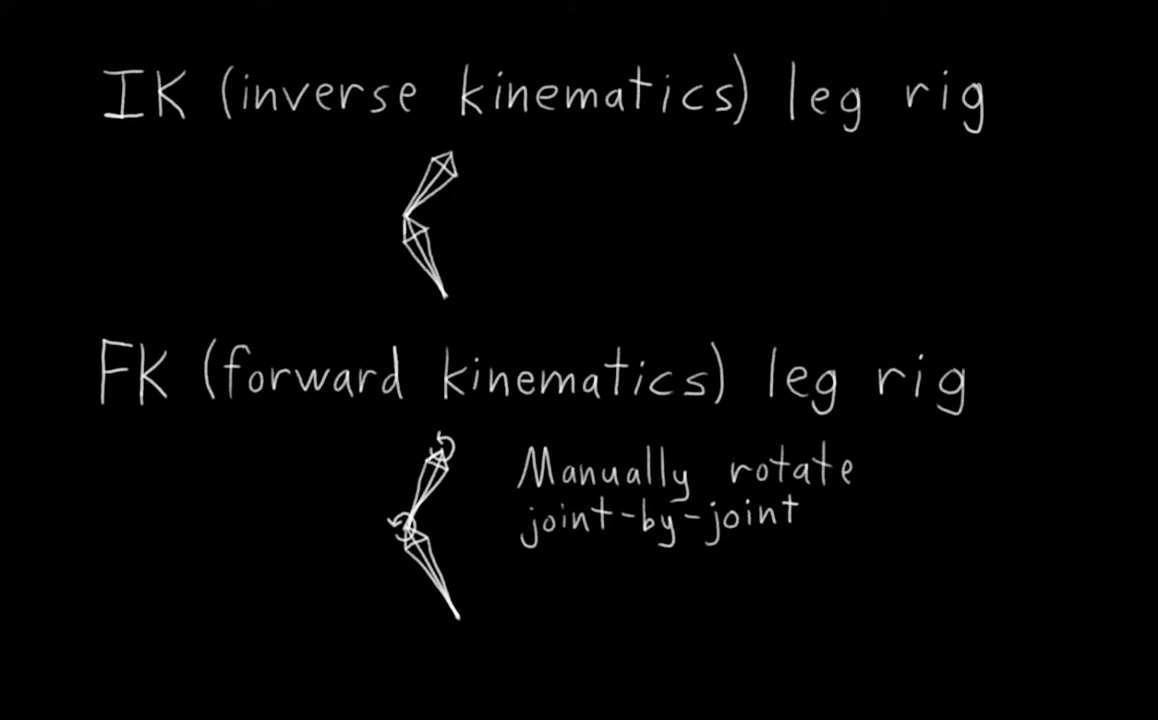 IK (inverse kinematics) leg rig
FK (forward kinematics) leg rig
Manually rotate
joint-by-joint